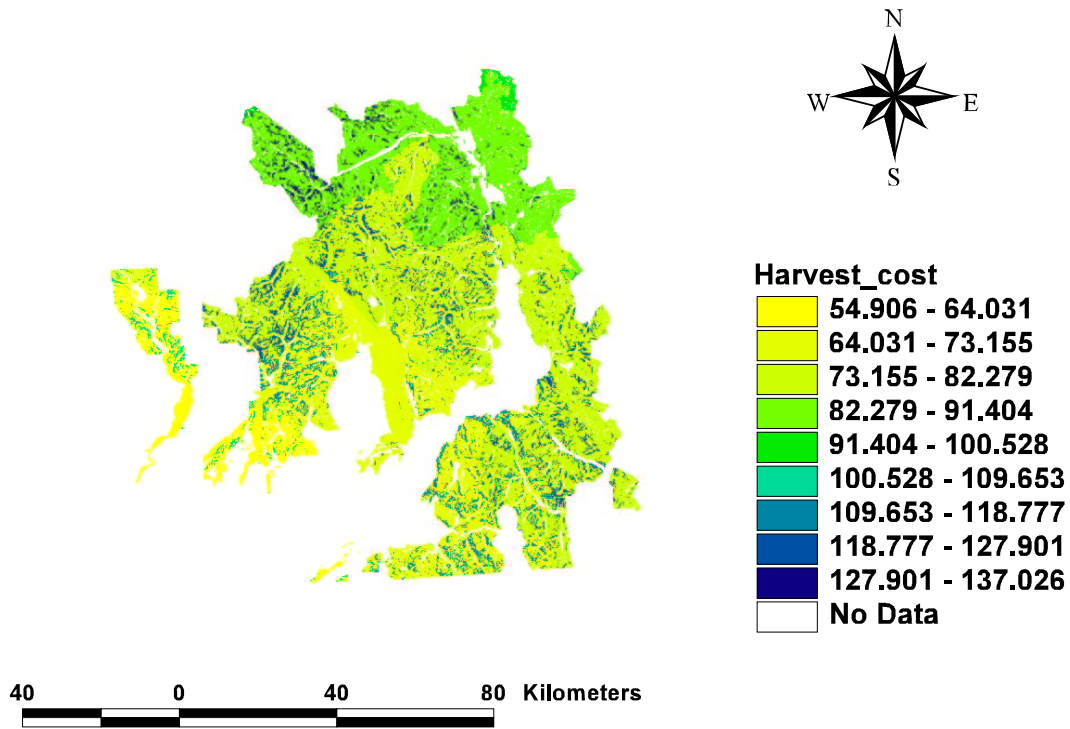 N
W E
S
Harvest_cost
54.906 - 64.031
64.031 - 73.155
73.155 - 82.279
82.279 - 91.404
91.404 - 100.528
100.528 - 109.653
109.653 - 118.777
118.777 - 127.901
127.901 - 137.026
No Data
40 0 40 80 Kilometers